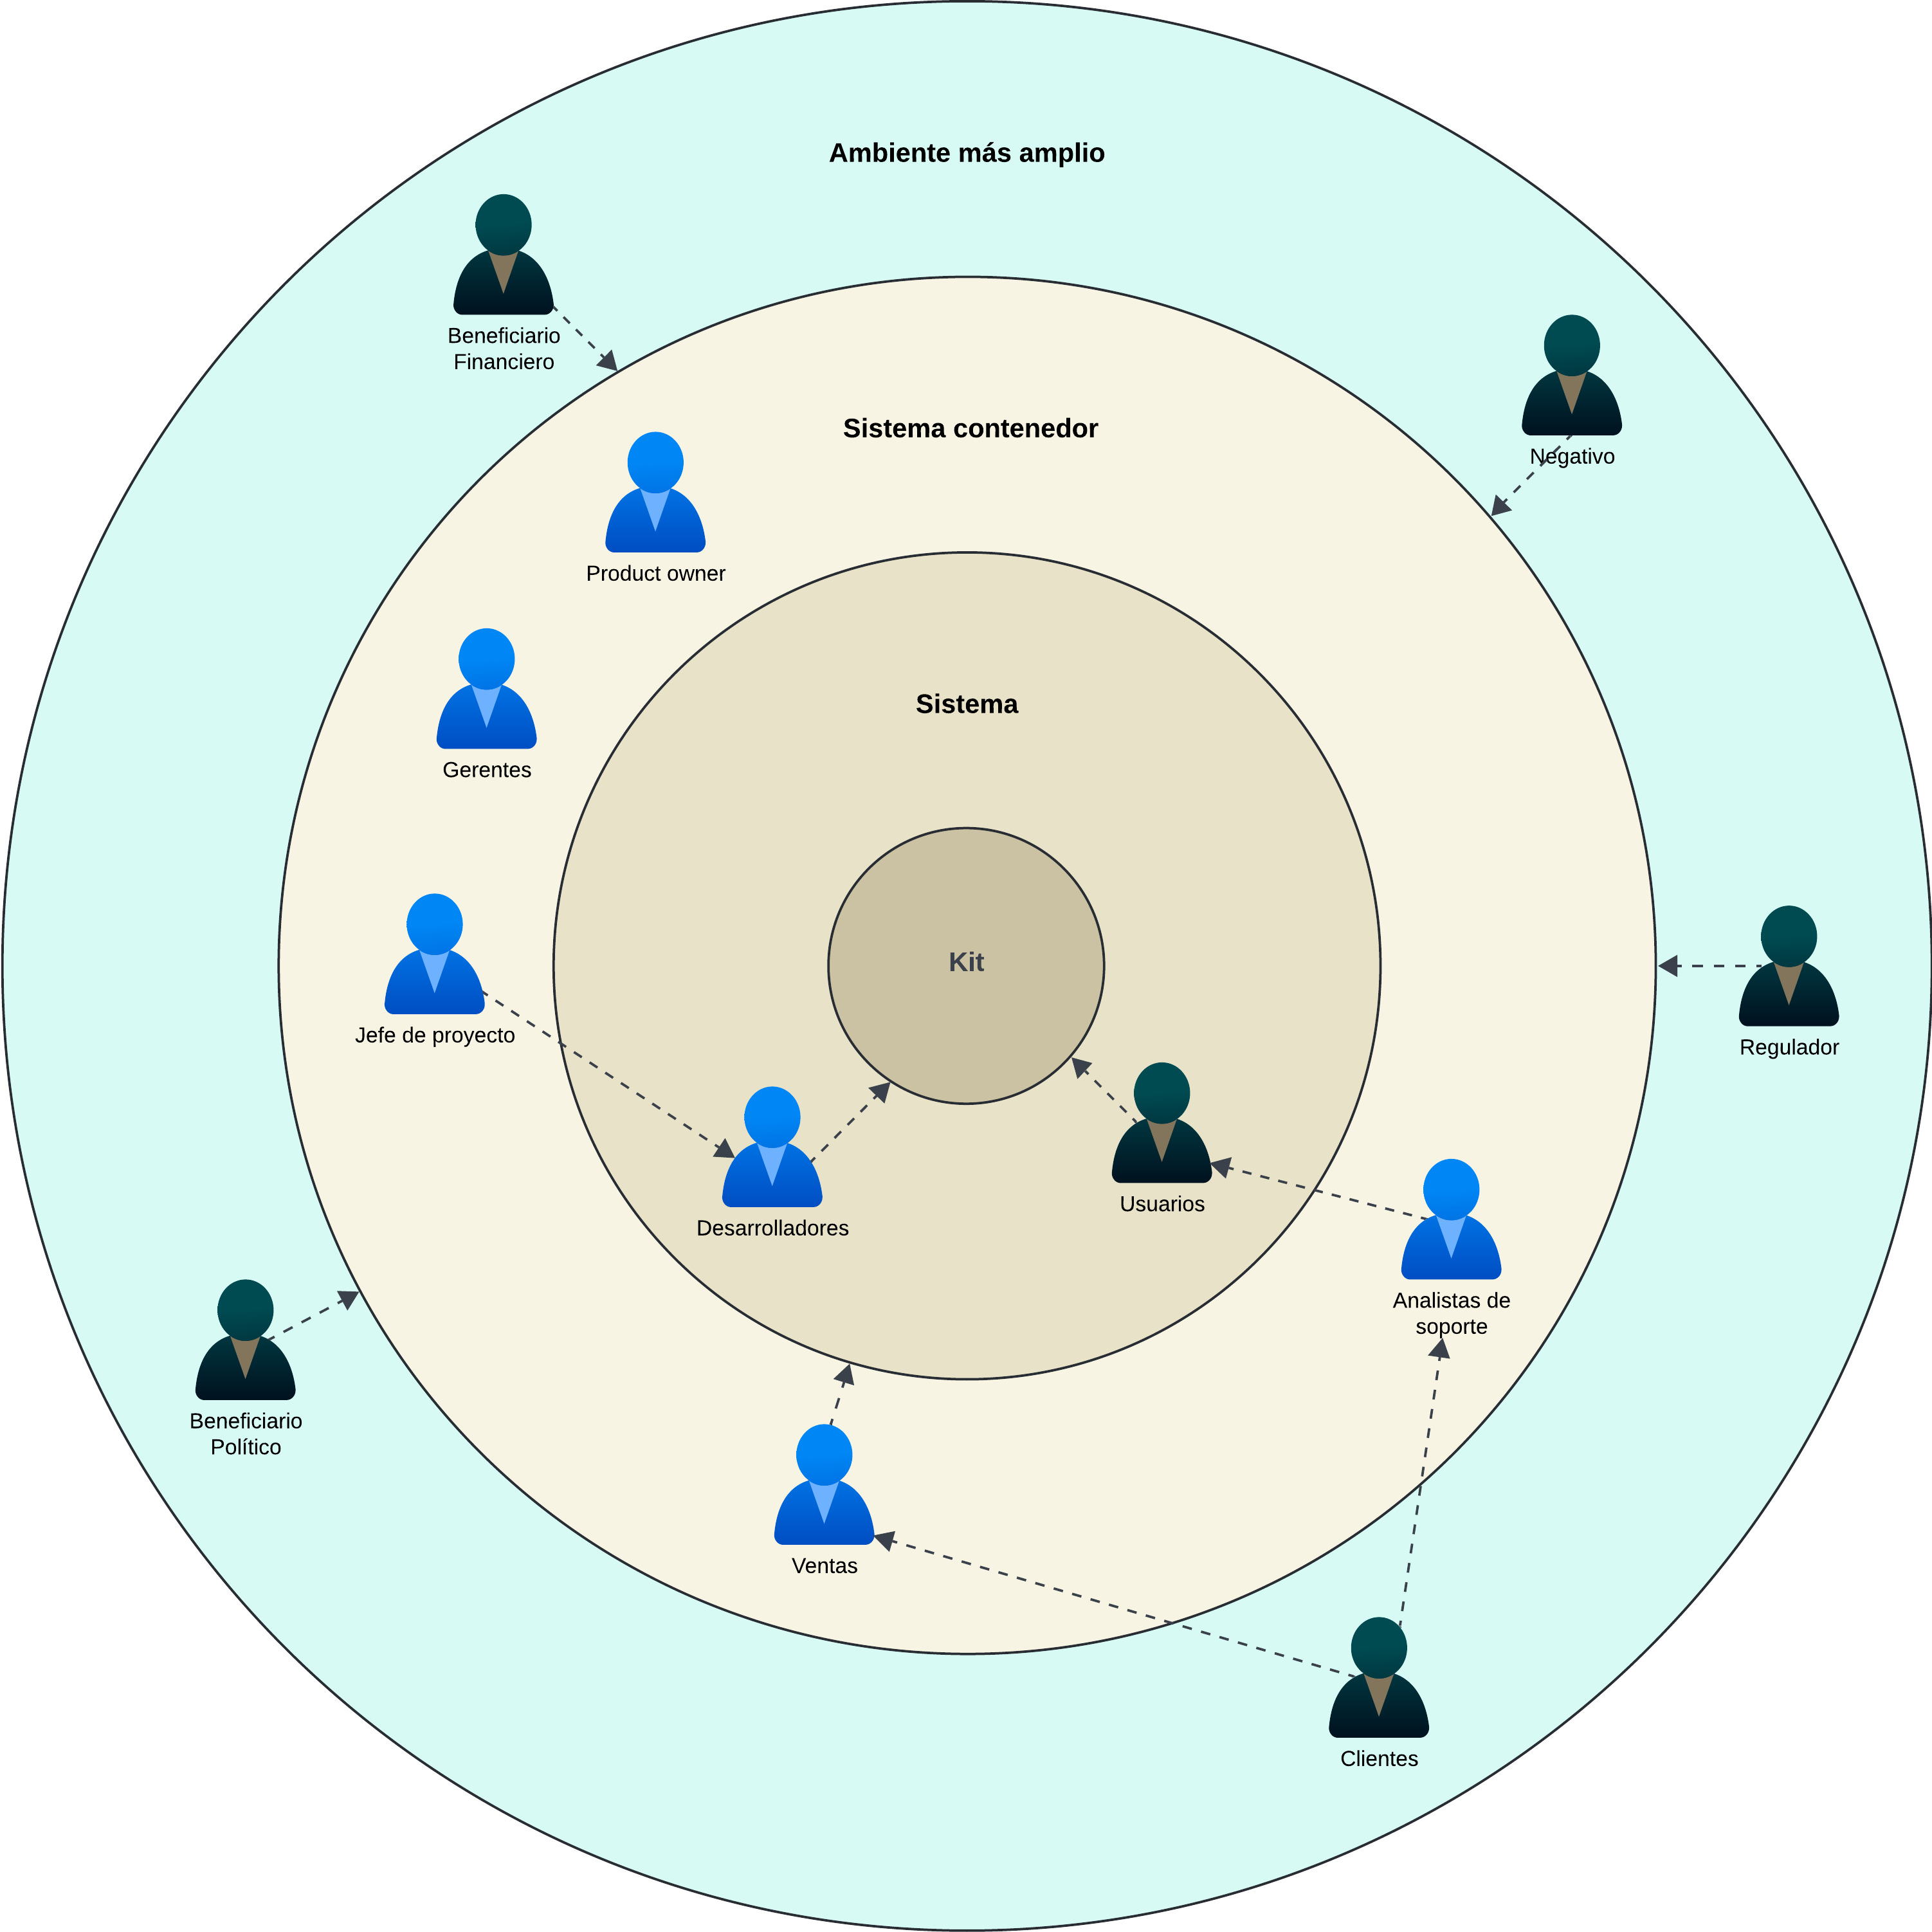 Ambiente más amplio
Beneficiario
Financiero
Negativo
Sistema contenedor
Product owner
Sistema
Gerentes
Kit
Jefe de proyecto
Regulador
Usuarios
Desarrolladores
Analistas de
soporte
Beneficiario
Político
Ventas
Clientes